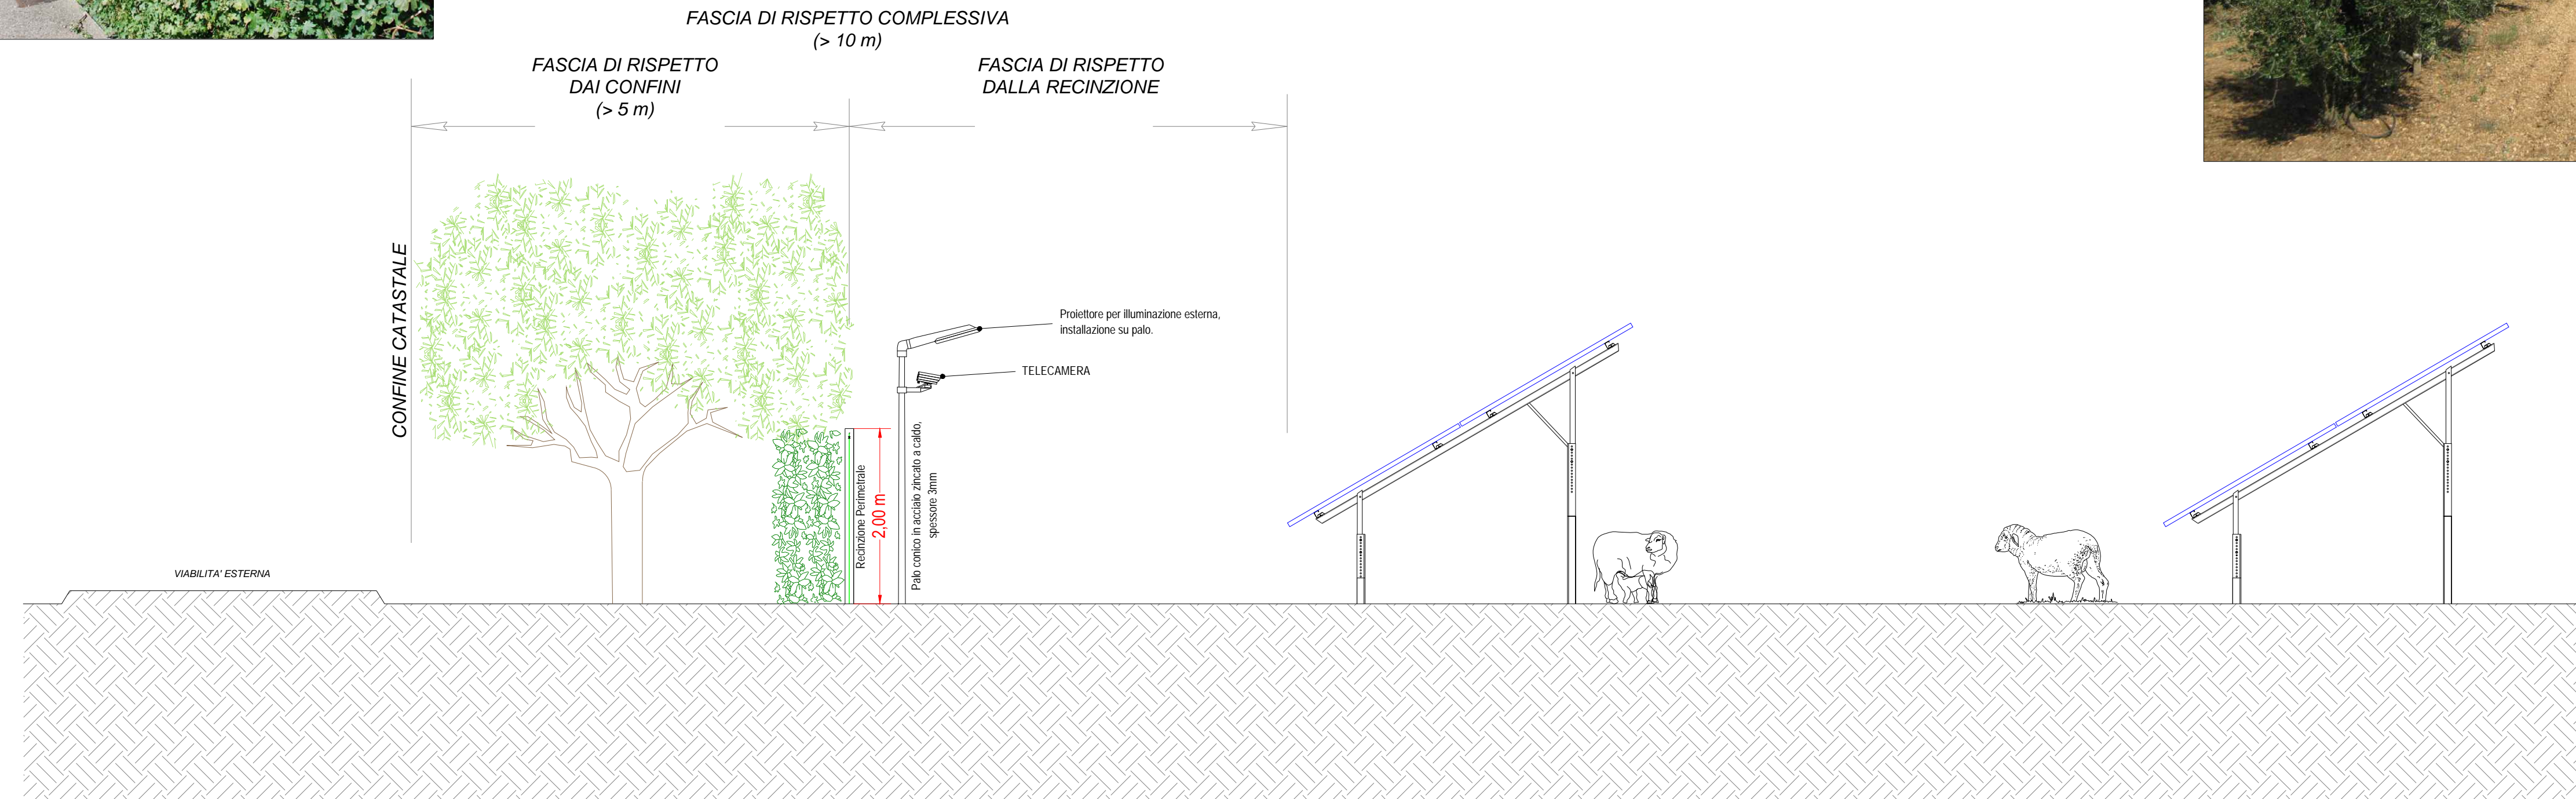 FASCIA DI RISPETTO COMPLESSIVA
(> 10 m)
FASCIA DI RISPETTO
DAI CONFINI
(> 5 m)
FASCIA DI RISPETTO
DALLA RECINZIONE
CONFINE CATASTALE
Proiettore per illuminazione esterna,
installazione su palo.
TELECAMERA
Recinzione Perimetrale
2,00 m
Palo conico in acciaio zincato a caldo,
spessore 3mm
VIABILITA' ESTERNA